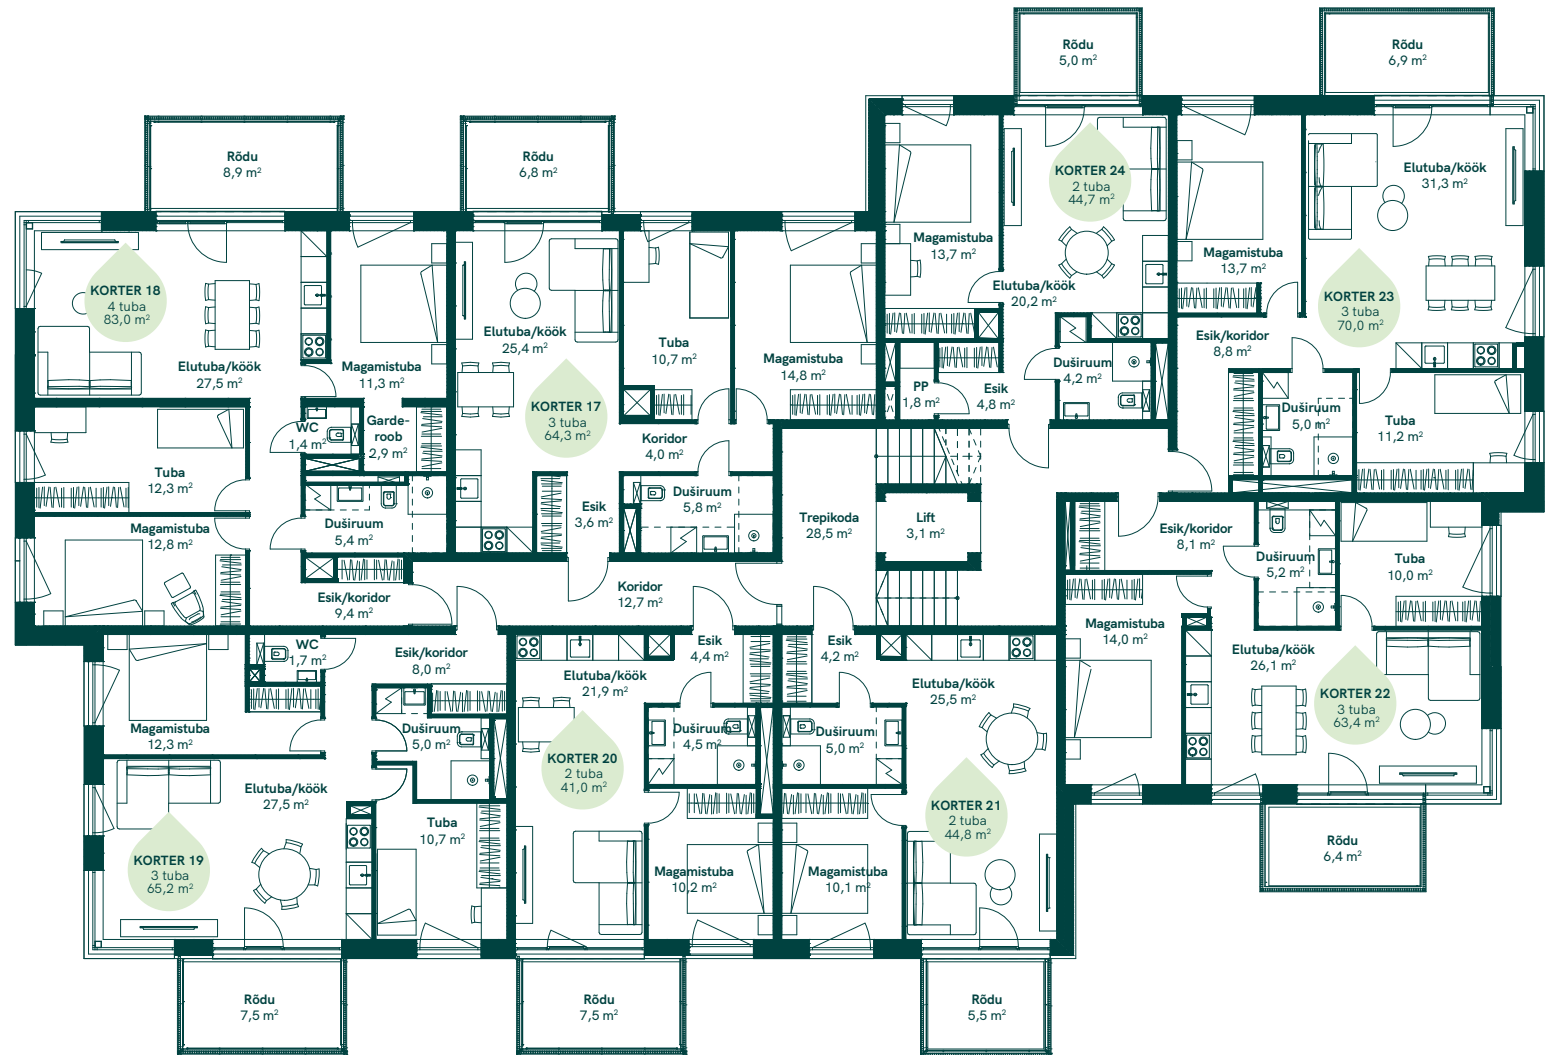 Rõdu
5,0 m²
Rõdu
6,9 m²
Rõdu
8,9 m²
Rõdu
6,8 m²
KORTER 18
4 tuba
83,0 m²
Elutuba/köök
27,5 m²
Magamistuba
11,3 m²
WC
1,4 m²
Garde-
roob
2,9 m²
Tuba
12,3 m²
Magamistuba
12,8 m²
Duširuum
5,4 m²
Esik/koridor
9,4 m²
Elutuba/köök
25,4 m²
KORTER 17
3 tuba
64,3 m²
Tuba
10,7 m²
Magamistuba
14,8 m²
Koridor
4,0 m²
Esik
3,6 m²
Duširuum
5,8 m²
Koridor
12,7 m²
Trepikoda
28,5 m²
Lift
3,1 m²
KORTER 24
2 tuba
44,7 m²
Magamistuba
13,7 m²
Elutuba/köök
20,2 m²
PP
1,8 m²
Esik
4,8 m²
Duširuum
4,2 m²
Magamistuba
13,7 m²
Elutuba/köök
31,3 m²
KORTER 23
3 tuba
70,0 m²
Esik/koridor
8,8 m²
Duširuum
5,0 m²
Tuba
11,2 m²
Esik/koridor
8,1 m²
Duširuum
5,2 m²
Tuba
10,0 m²
Magamistuba
14,0 m²
Elutuba/köök
26,1 m²
KORTER 22
3 tuba
63,4 m²
Rõdu
6,4 m²
WC
1,7 m²
Esik/koridor
8,0 m²
Magamistuba
12,3 m²
Duširuum
5,0 m²
Elutuba/köök
27,5 m²
Tuba
10,7 m²
KORTER 19
3 tuba
65,2 m²
Rõdu
7,5 m²
Esik
4,4 m²
Elutuba/köök
21,9 m²
Duširuum
4,5 m²
KORTER 20
2 tuba
41,0 m²
Magamistuba
10,2 m²
Rõdu
7,5 m²
Esik
4,2 m²
Elutuba/köök
25,5 m²
Duširuum
5,0 m²
KORTER 21
2 tuba
44,8 m²
Magamistuba
10,1 m²
Rõdu
5,5 m²